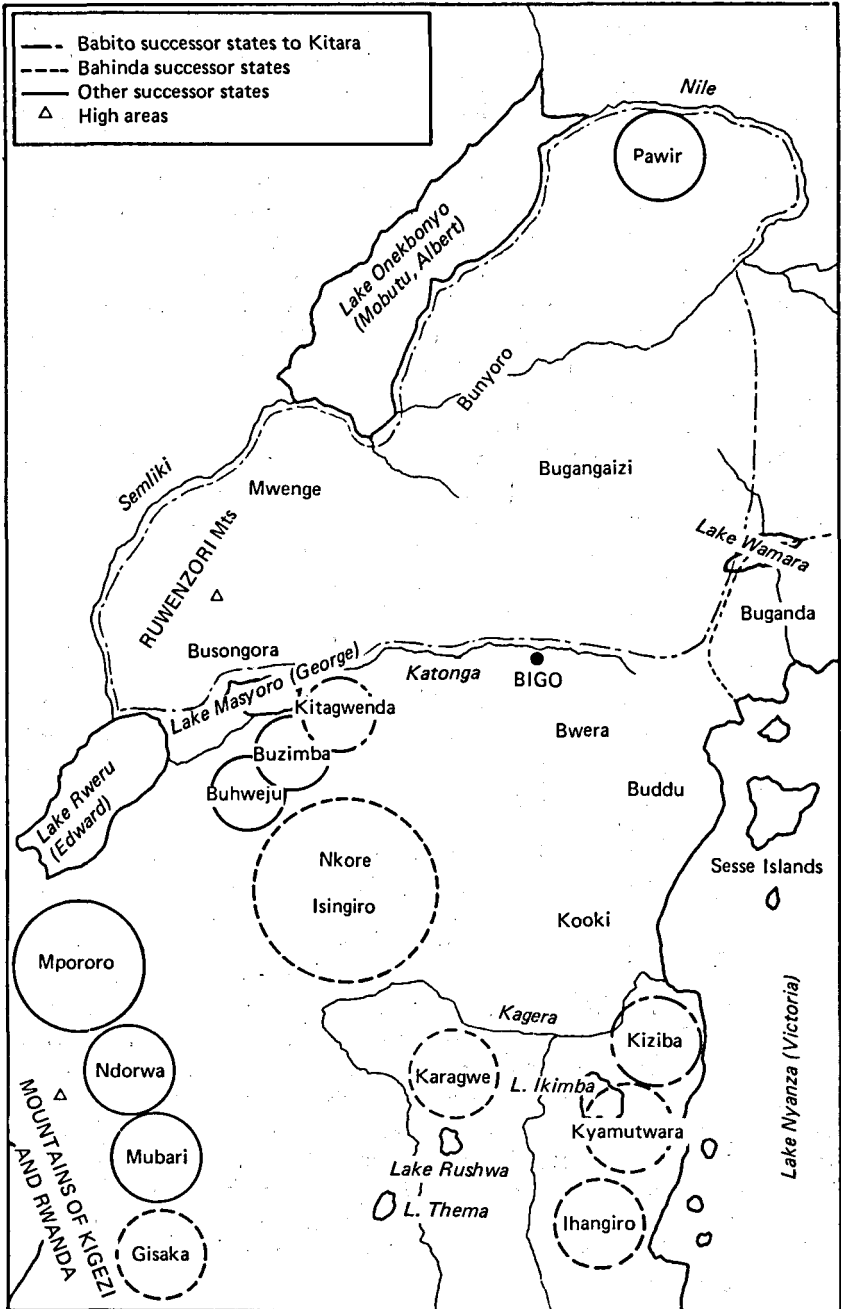 Babito successor states to Kitara
Bahinda successor states
Other successor states
High areas
Nile
Pawir
Lake Onekbonyo
(Mobutu, Albert)
Bunyoro
Bugangaizi
Semliki
Mwenge
RUWENZORI Mts
Lake Wamara
Buganda
Busongora
Lake Masyoro (George)
Katonga
BIGO
Kitagwenda
Bwera
Buzimba
Buhweju
Buddu
Lake Rweru
(Edward)
Sesse Islands
Nkore
Isingiro
Kooki
Mpororo
Kagera
Kiziba
Lake Nyanza (Victoria)
Ndorwa
Karagwe
L. Ikimba
Kyamutwara
MOUNTAINS OF KIGEZI
AND RWANDA
Mubari
Lake Rushwa
L. Thema
Ihangiro
Gisaka